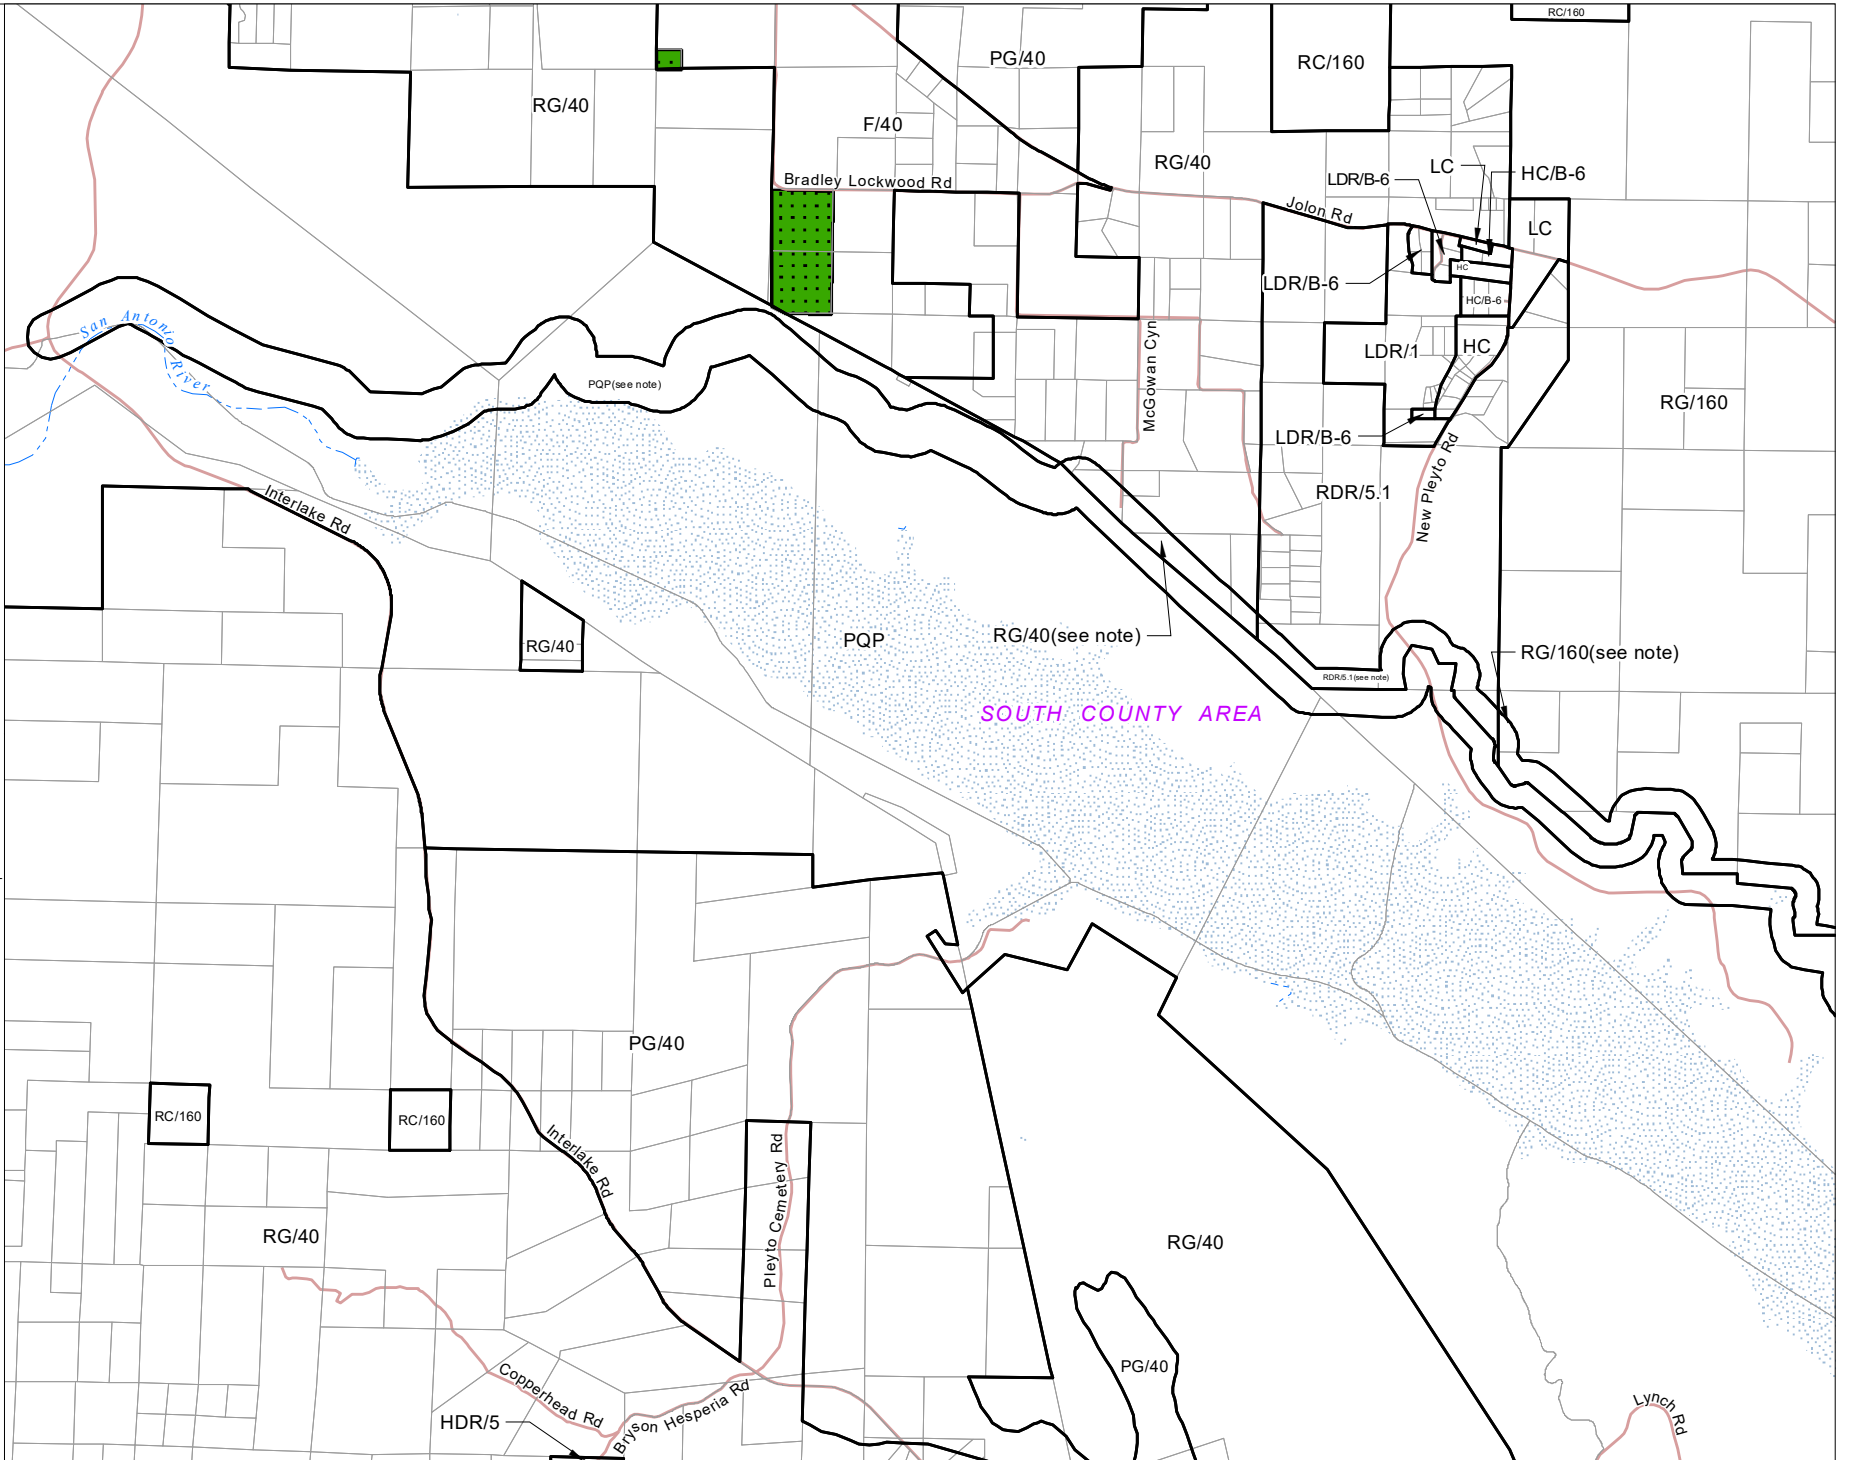 RC/160
PG/40
RC/160
RG/40
F/40
RG/40
LC
HC/B-6
LDR/B-6
Bradley Lockwood Rd
Jolon Rd
LC
HC
LDR/B-6
HC/B-6
San Antonio River
McGowan Cyn
LDR/1
HC
PQP(see note)
RG/160
LDR/B-6
New Pleyto Rd
RDR/5.1
Interlake Rd
RG/40
PQP
RG/40(see note)
RG/160(see note)
RDR/5.1(see note)
SOUTH COUNTY AREA
PG/40
RC/160
RC/160
Interlake Rd
Pleyto Cemetery Rd
RG/40
RG/40
PG/40
Copperhead Rd
Bryson Hesperia Rd
HDR/5
Lynch Rd